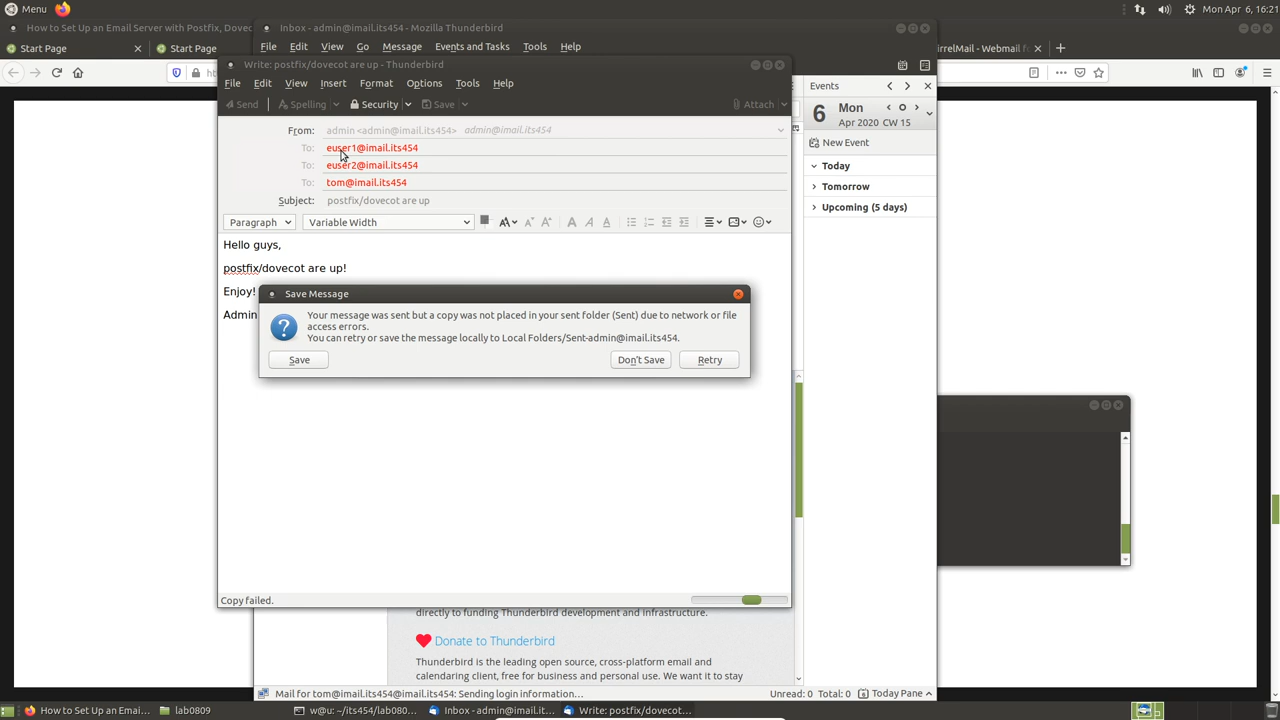 Menu
Mon Apr 6, 16:21
How to Set Up an Email Server with Postfix, Dovec
Inbox - admin@imail.its454 - Mozilla Thunderbird
Start Page
Start Page
File Edit View Go Message Events and Tasks Tools Help
irrelMail - Webmail f
Write: postfix/dovecot are up - Thunderbird
File Edit View Insert Format Options Tools Help
Send Spelling Security Save Attach
From: admin <admin@imail.its454> admin@imail.its454
To: euser1@imail.its454
To: euser2@imail.its454
To: tom@imail.its454
Subject: postfix/dovecot are up
Paragraph Variable Width
Hello guys,
postfix/dovecot are up!
Enjoy!
Admin
Save Message
Your message was sent but a copy was not placed in your sent folder (Sent) due to network or file
access errors.
You can retry or save the message locally to Local Folders/Sent-admin@imail.its454.
Save Don't Save Retry
Copy failed.
Events
6 Mon
Apr 2020 CW 15
New Event
Today
Tomorrow
Upcoming (5 days)
directly to funding Thunderbird development and infrastructure.
Donate to Thunderbird
Thunderbird is the leading open source, cross-platform email and
calendaring client, free for business and personal use. We want it to stay
Mail for tom@imail.its454@imail.its454: Sending login information…
Unread: 0 Total: 0 Today Pane
How to Set Up an Emai… lab0809 w@u: ~/its454/lab080… Inbox - admin@imail.it… Write: postfix/dovecot…